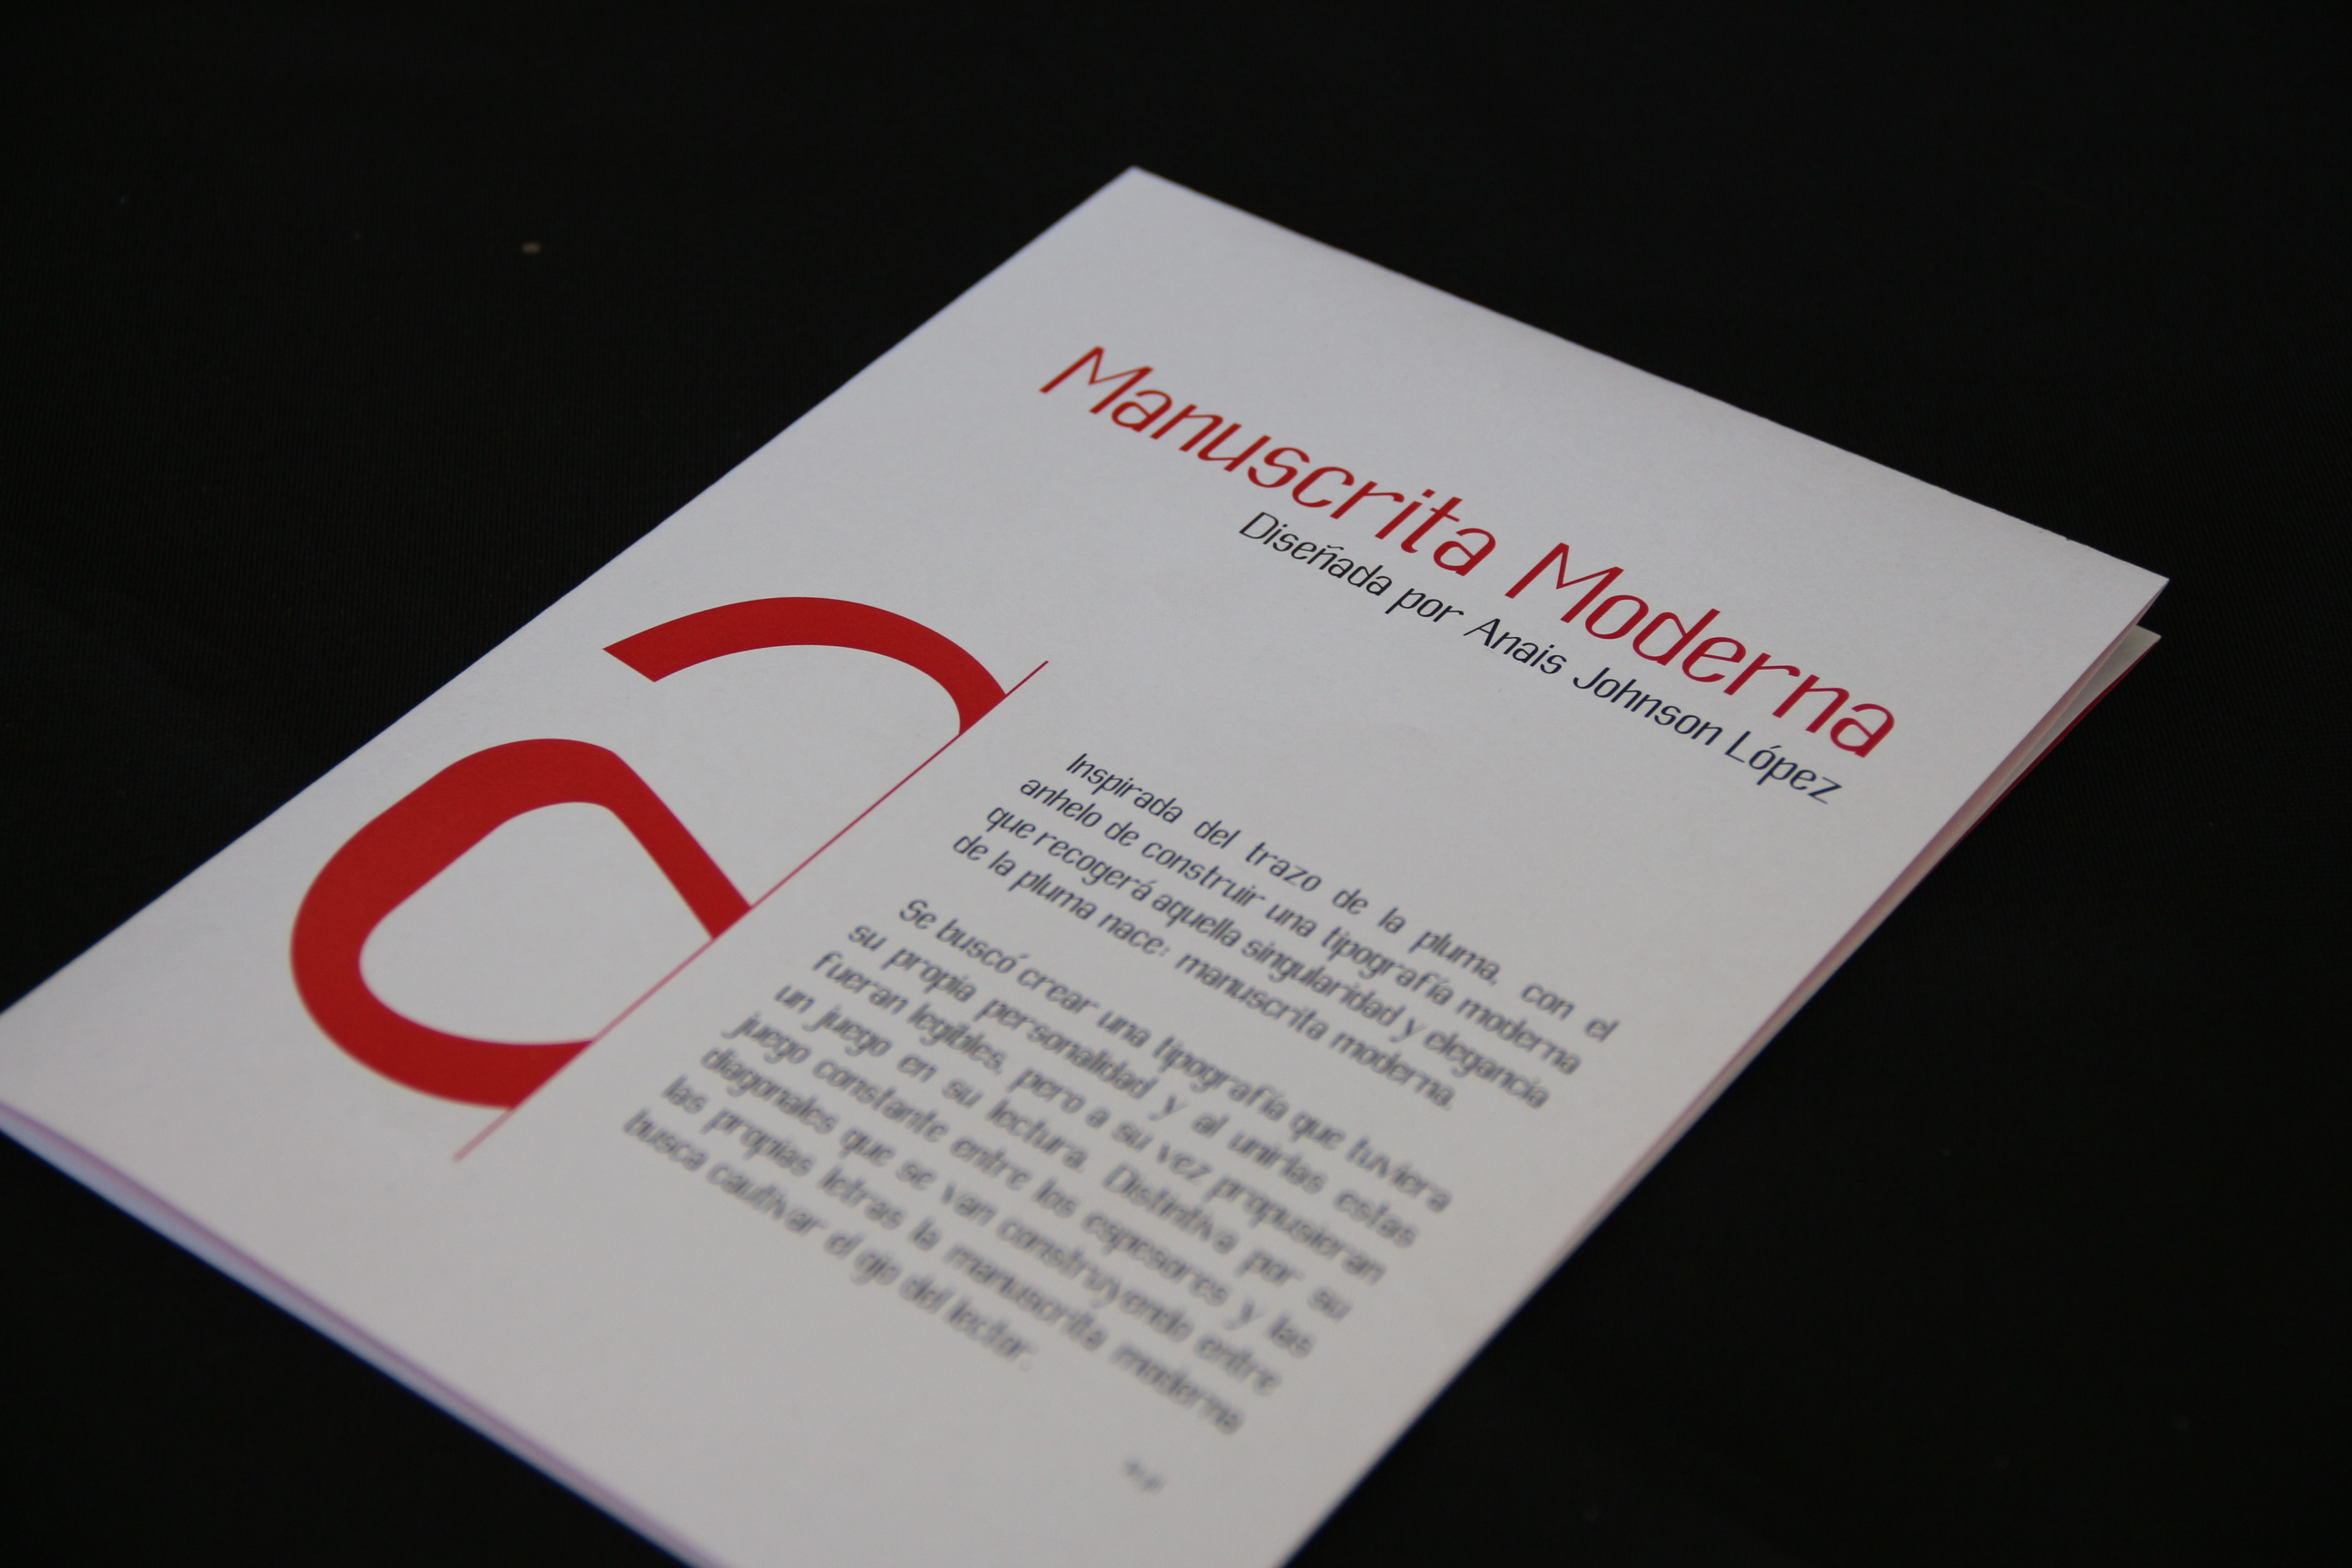 Manuscrita Moderna
Diseñada por Anais Johnson López
a
Inspirada del trazo de la pluma, con el
anhelo de construir una tipografía moderna
que recogerá aquella singularidad y elegancia
de la pluma nace: manuscrita moderna.
Se buscó crear una tipografía que tuviera
su propia personalidad y al unirlas estas
fueran legibles, pero a su vez propusieran
un juego en su lectura. Distintiva por su
juego constante entre los espesores y las
diagonales que se van construyendo entre
las propias letras la manuscrita moderna
busca cautivar el ojo del lector.